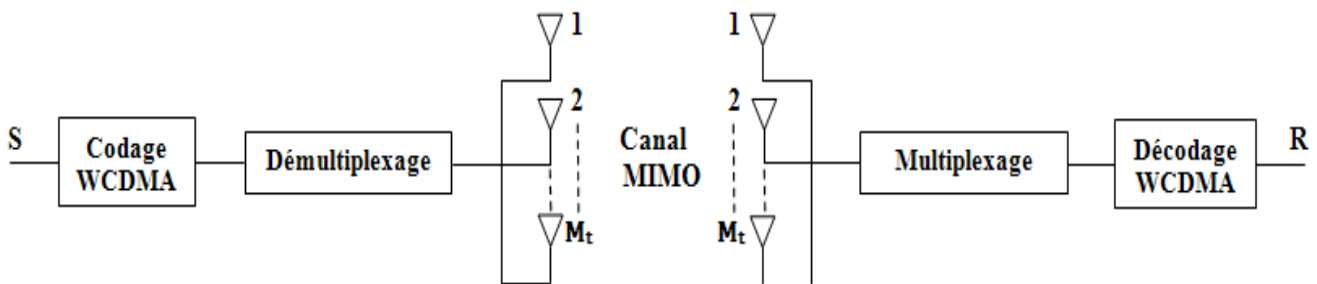 1
1
2
2
S
Codage
WCDMA
Démultiplexage
Canal
MIMO
Multiplexage
Décodage
WCDMA
R
Mt
Mt